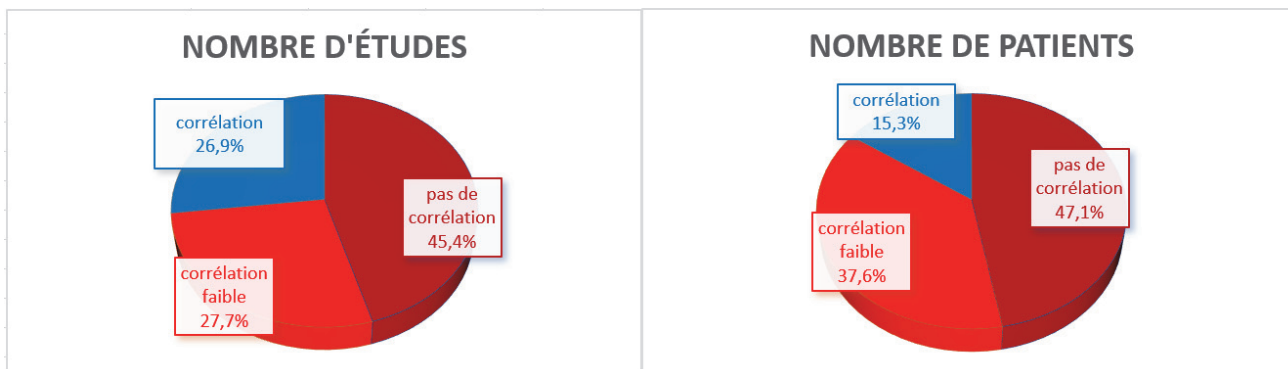 NOMBRE D'ÉTUDES
corrélation
26,9%
pas de
corrélation
45,4%
corrélation
faible
27,7%
NOMBRE DE PATIENTS
corrélation
15,3%
pas de
corrélation
47,1%
corrélation
faible
37,6%